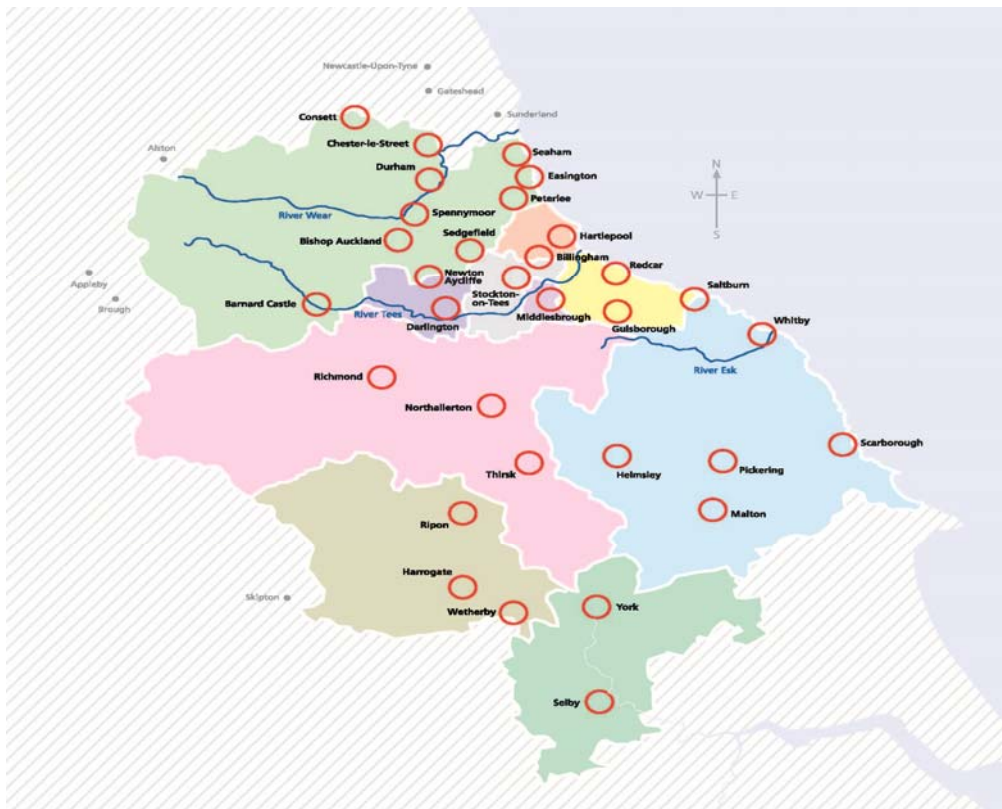 Newcastle-Upon-Tyne
Gateshead
Sunderland
Consett
Chester-le-Street
Alston
Seaham
Durham
Easington
Peterlee
N
W E
S
River Wear
Spennymoor
Sedgefield
Bishop Auckland
Hartlepool
Billingham
Redcar
Newton
Aycliffe
Appleby
Brough
Barnard Castle
Stockton-
on-Tees
Saltburn
River Tees
Darlington
Middlesbrough
Guisborough
Whitby
River Esk
Richmond
Northallerton
Scarborough
Thirsk
Helmsley
Pickering
Malton
Ripon
Harrogate
Skipton
Wetherby
York
Selby